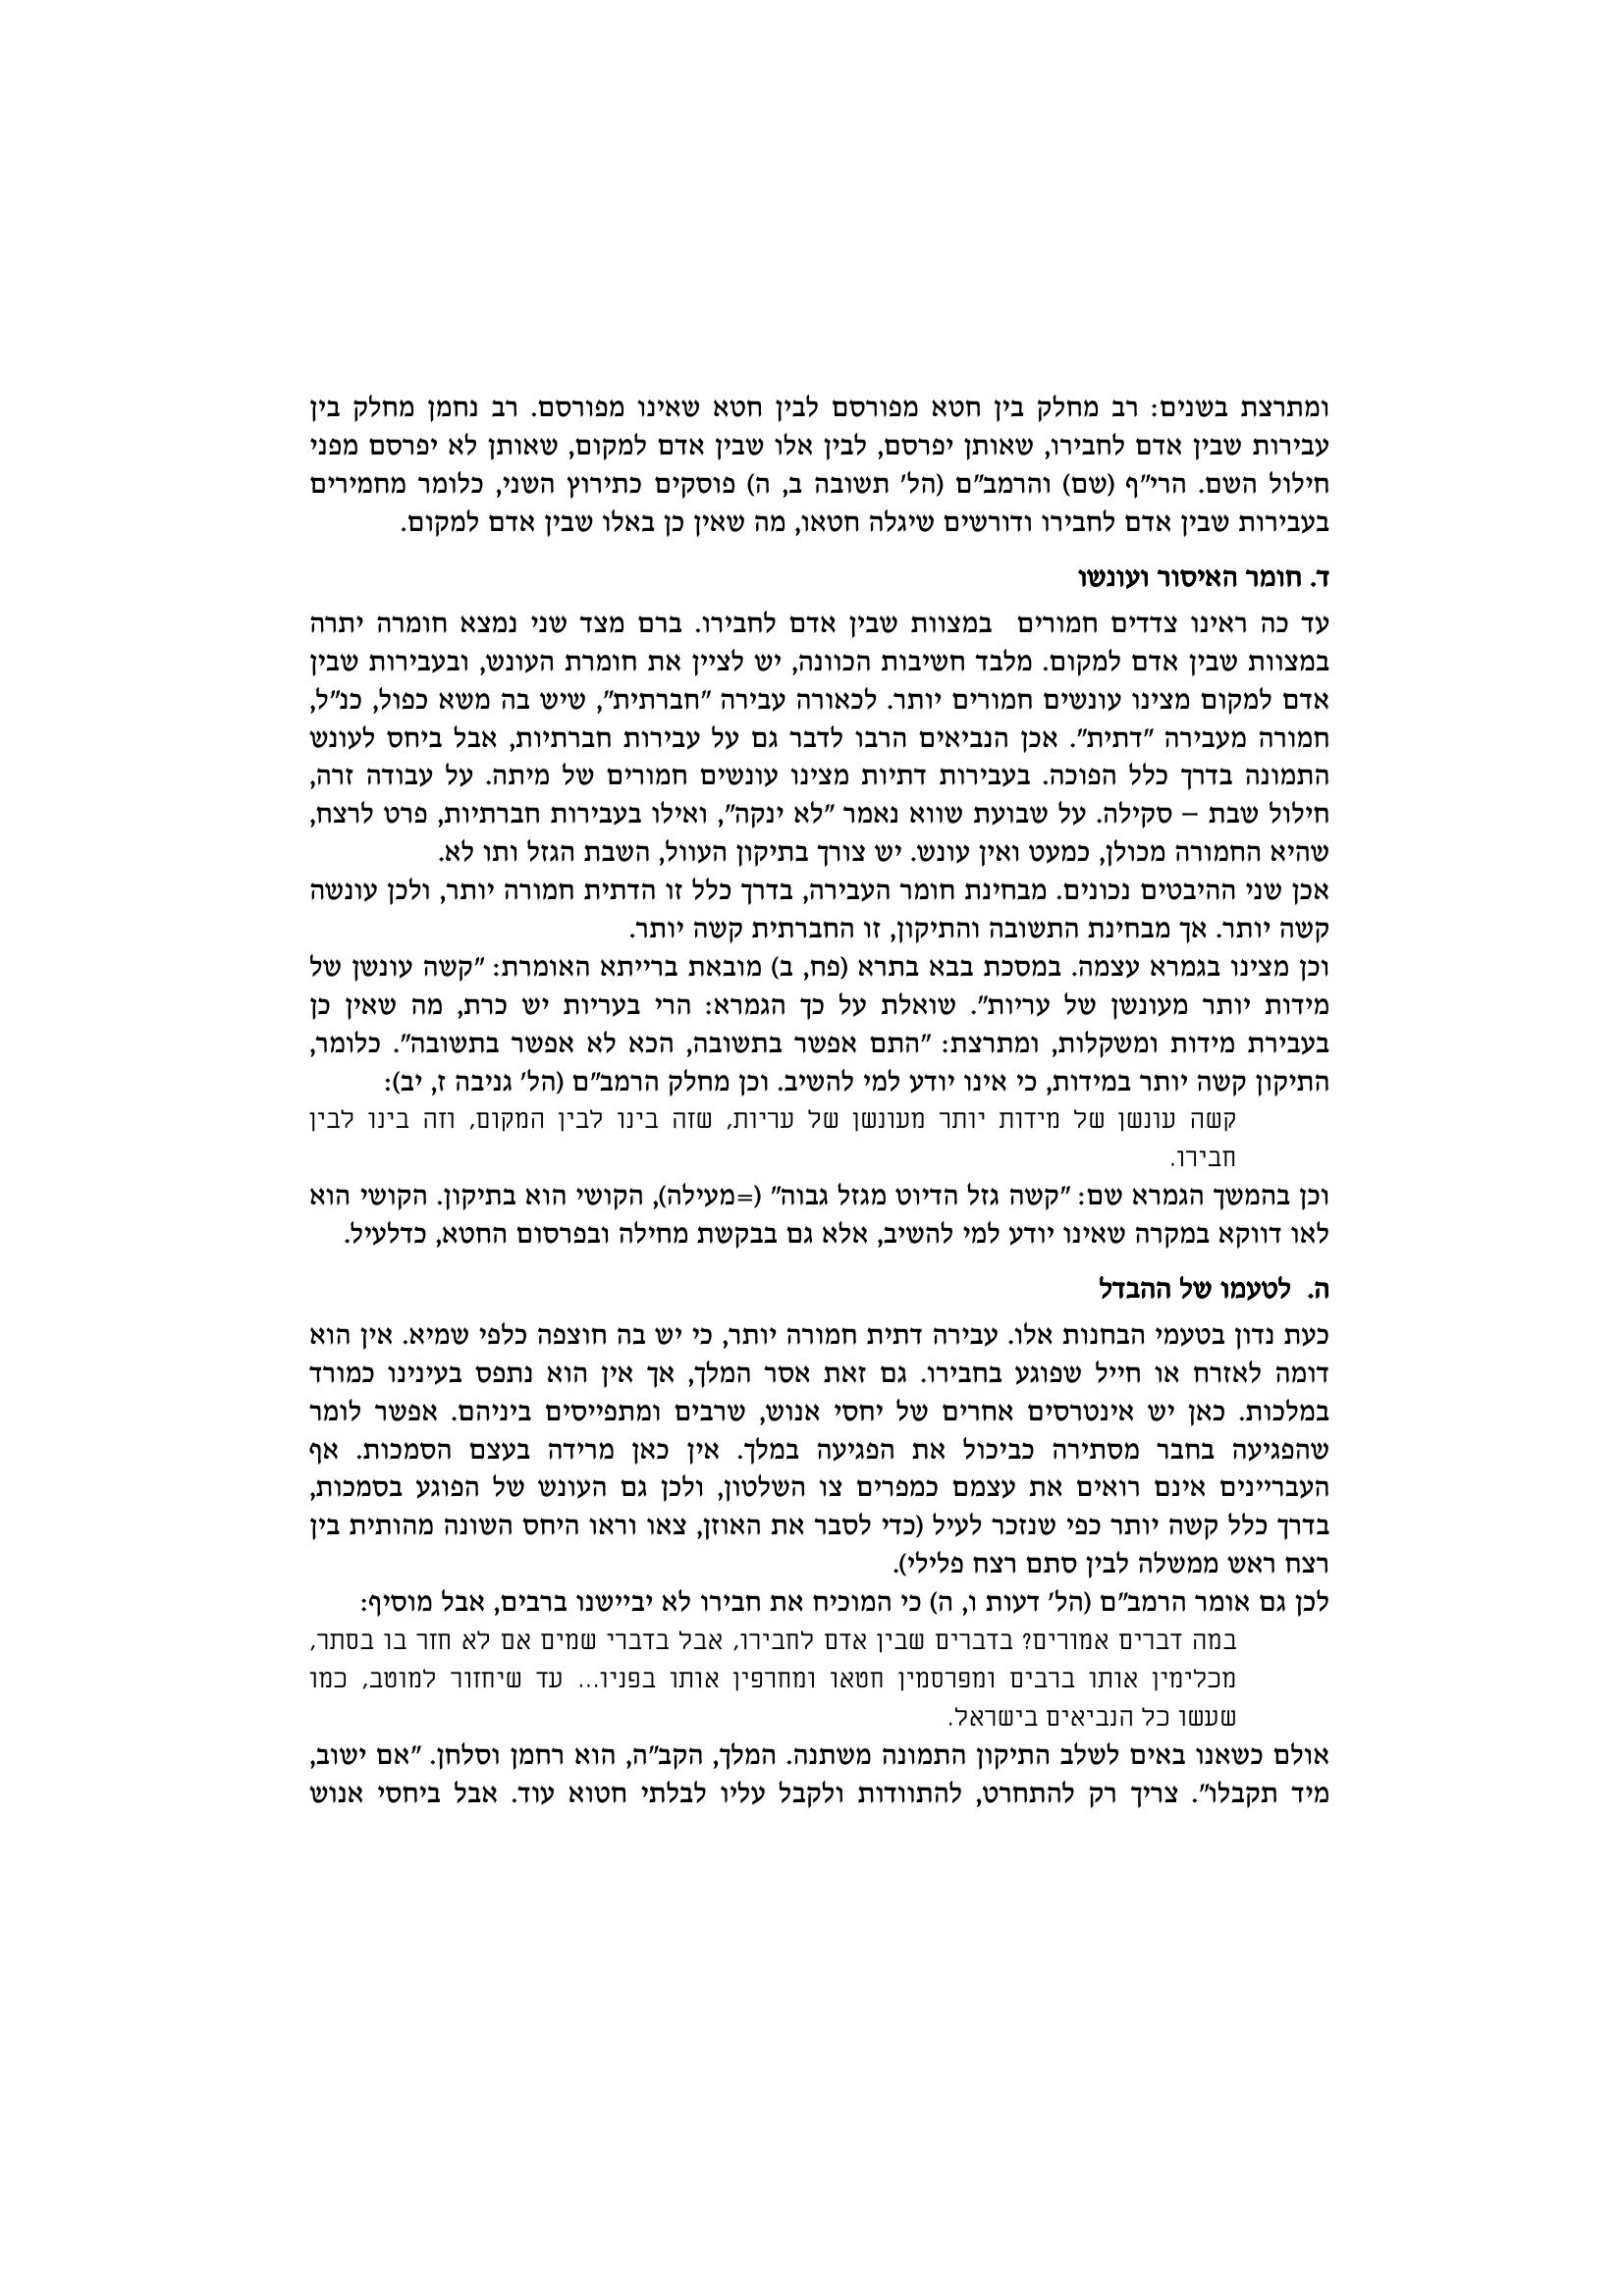 ומתרצת בשנים: רב מחלק בין חטא מפורסם לבין חטא שאינו מפורסם. רב נחמן מחלק בין
עבירות שבין אדם לחבירו, שאותן יפרסם, לבין אלו שבין אדם למקום, שאותן לא יפרסם מפני
חילול השם. הרי"ף (שם) והרמב"ם (הל' תשובה ב, ה) פוסקים כתירוץ השני, כלומר מחמירים
בעבירות שבין אדם לחבירו ודורשים שיגלה חטאו, מה שאין כן באלו שבין אדם למקום.
ד. חומר האיסור ועונשו
עד כה ראינו צדדים חמורים במצוות שבין אדם לחבירו. ברם מצד שני נמצא חומרה יתרה
במצוות שבין אדם למקום. מלבד חשיבות הכוונה, יש לציין את חומרת העונש, ובעבירות שבין
אדם למקום מצינו עונשים חמורים יותר. לכאורה עבירה "חברתית", שיש בה משא כפול, כנ"ל,
חמורה מעבירה "דתית". אכן הנביאים הרבו לדבר גם על עבירות חברתיות, אבל ביחס לעונש
התמונה בדרך כלל הפוכה. בעבירות דתיות מצינו עונשים חמורים של מיתה. על עבודה זרה,
חילול שבת – סקילה. על שבועת שווא נאמר "לא ינקה", ואילו בעבירות חברתיות, פרט לרצח,
שהיא החמורה מכולן, כמעט ואין עונש. יש צורך בתיקון העוול, השבת הגזל ותו לא.
אכן שני ההיבטים נכונים. מבחינת חומר העבירה, בדרך כלל זו הדתית חמורה יותר, ולכן עונשה
קשה יותר. אך מבחינת התשובה והתיקון, זו החברתית קשה יותר.
וכן מצינו בגמרא עצמה. במסכת בבא בתרא (פח, ב) מובאת ברייתא האומרת: "קשה עונשן של
מידות יותר מעונשן של עריות". שואלת על כך הגמרא: הרי בעריות יש כרת, מה שאין כן
בעבירת מידות ומשקלות, ומתרצת: "התם אפשר בתשובה, הכא לא אפשר בתשובה". כלומר,
התיקון קשה יותר במידות, כי אינו יודע למי להשיב. וכן מחלק הרמב"ם (הל' גניבה ז, יב):
קשה עונשן של מידות יותר מעונשן של עריות, שזה בינו לבין המקום, וזה בינו לבין
חבירו.
וכן בהמשך הגמרא שם: "קשה גזל הדיוט מגזל גבוה" (=מעילה), הקושי הוא בתיקון. הקושי הוא
לאו דווקא במקרה שאינו יודע למי להשיב, אלא גם בבקשת מחילה ובפרסום החטא, כדלעיל.
ה. לטעמו של ההבדל
כעת נדון בטעמי הבחנות אלו. עבירה דתית חמורה יותר, כי יש בה חוצפה כלפי שמיא. אין הוא
דומה לאזרח או חייל שפוגע בחבירו. גם זאת אסר המלך, אך אין הוא נתפס בעינינו כמורד
במלכות. כאן יש אינטרסים אחרים של יחסי אנוש, שרבים ומתפייסים ביניהם. אפשר לומר
שהפגיעה בחבר מסתירה כביכול את הפגיעה במלך. אין כאן מרידה בעצם הסמכות. אף
העבריינים אינם רואים את עצמם כמפרים צו השלטון, ולכן גם העונש של הפוגע בסמכות,
בדרך כלל קשה יותר כפי שנזכר לעיל (כדי לסבר את האוזן, צאו וראו היחס השונה מהותית בין
רצח ראש ממשלה לבין סתם רצח פלילי).
לכן גם אומר הרמב"ם (הל' דעות ו, ה) כי המוכיח את חבירו לא יביישנו ברבים, אבל מוסיף:
במה דברים אמורים? בדברים שבין אדם לחבירו, אבל בדברי שמים אם לא חזר בו בסתר,
מכלימין אותו ברבים ומפרסמין חטאו ומחרפין אותו בפניו... עד שיחזור למוטב, כמו
שעשו כל הנביאים בישראל.
אולם כשאנו באים לשלב התיקון התמונה משתנה. המלך, הקב"ה, הוא רחמן וסלחן. "אם ישוב,
מיד תקבלו". צריך רק להתחרט, להתוודות ולקבל עליו לבלתי חטוא עוד. אבל ביחסי אנוש